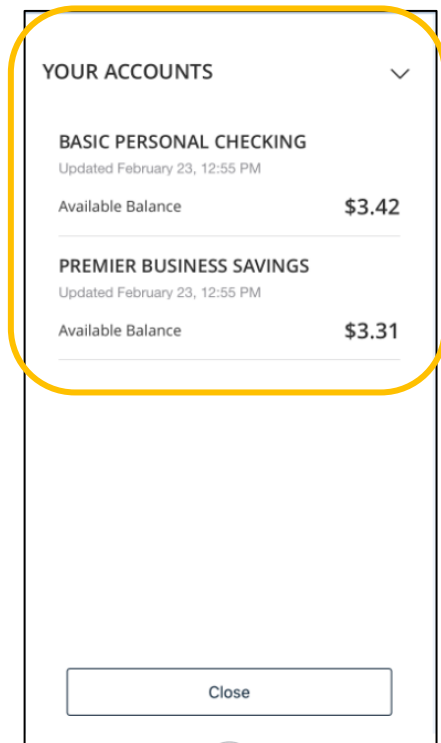 YOUR ACCOUNTS
BASIC PERSONAL CHECKING
Updated February 23, 12:55 PM
Available Balance $3.42
PREMIER BUSINESS SAVINGS
Updated February 23, 12:55 PM
Available Balance $3.31
Close